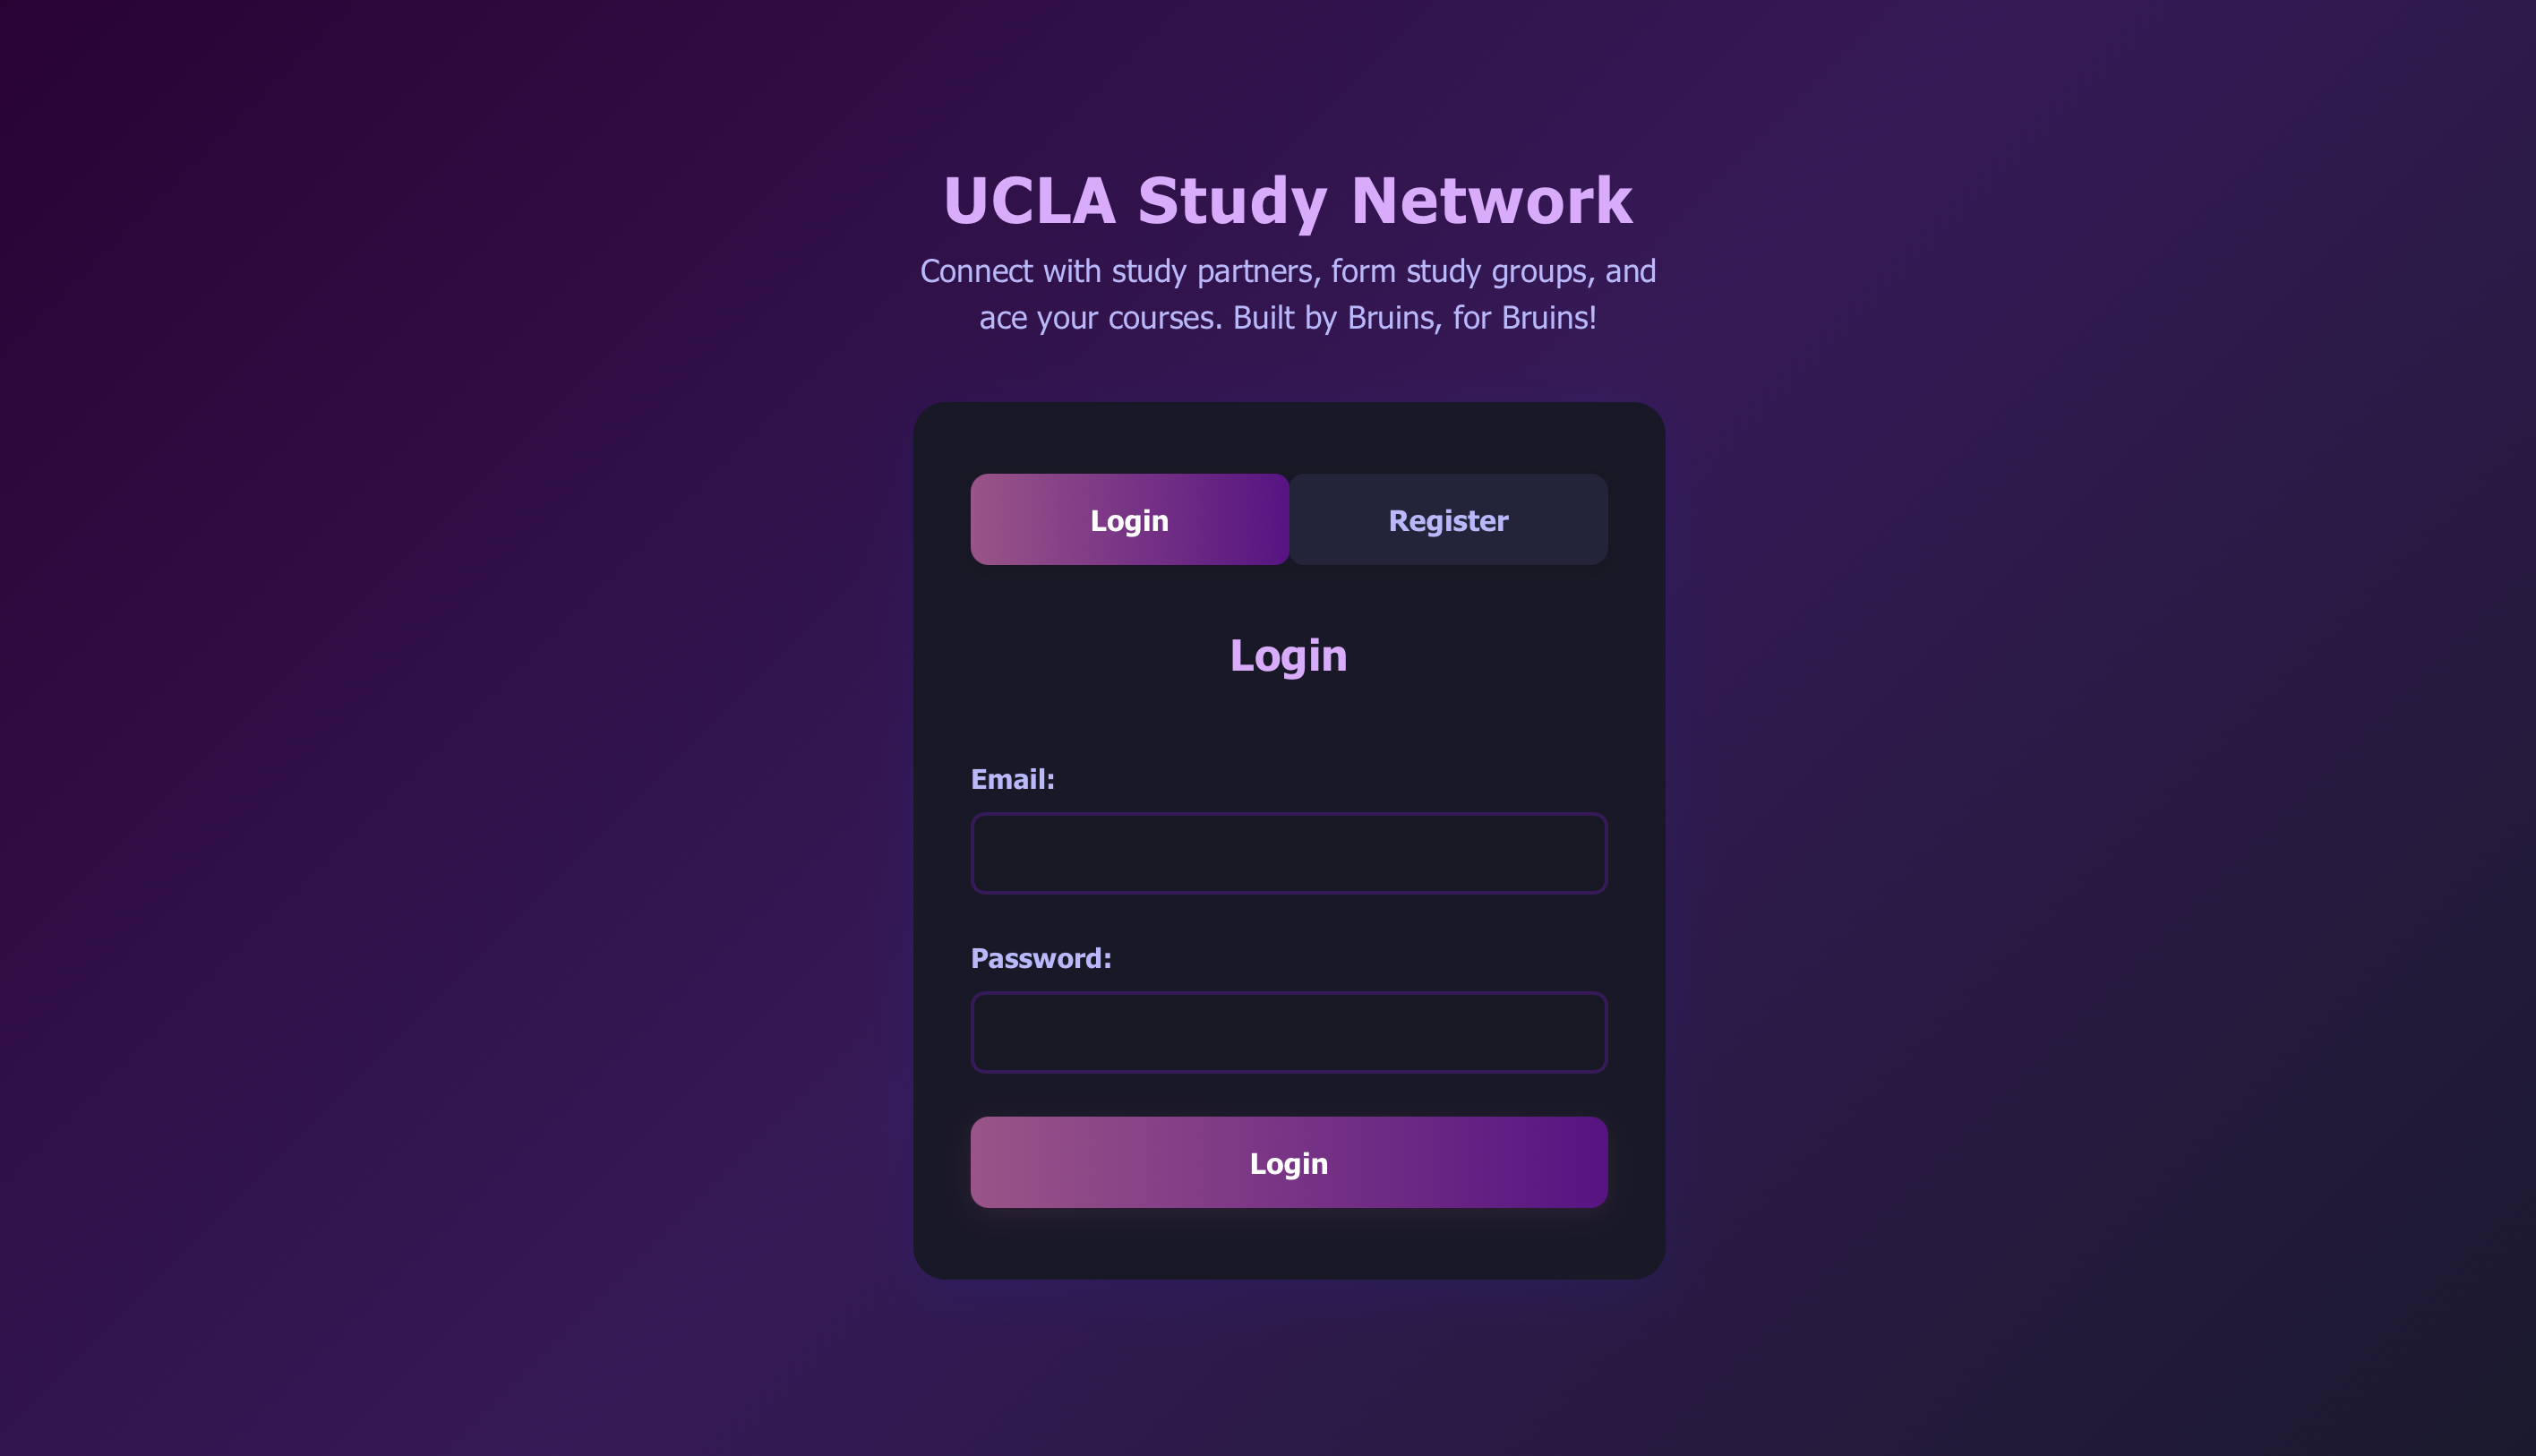 UCLA Study Network
Connect with study partners, form study groups, and
ace your courses. Built by Bruins, for Bruins!
Login
Register
Login
Email:
Password:
Login